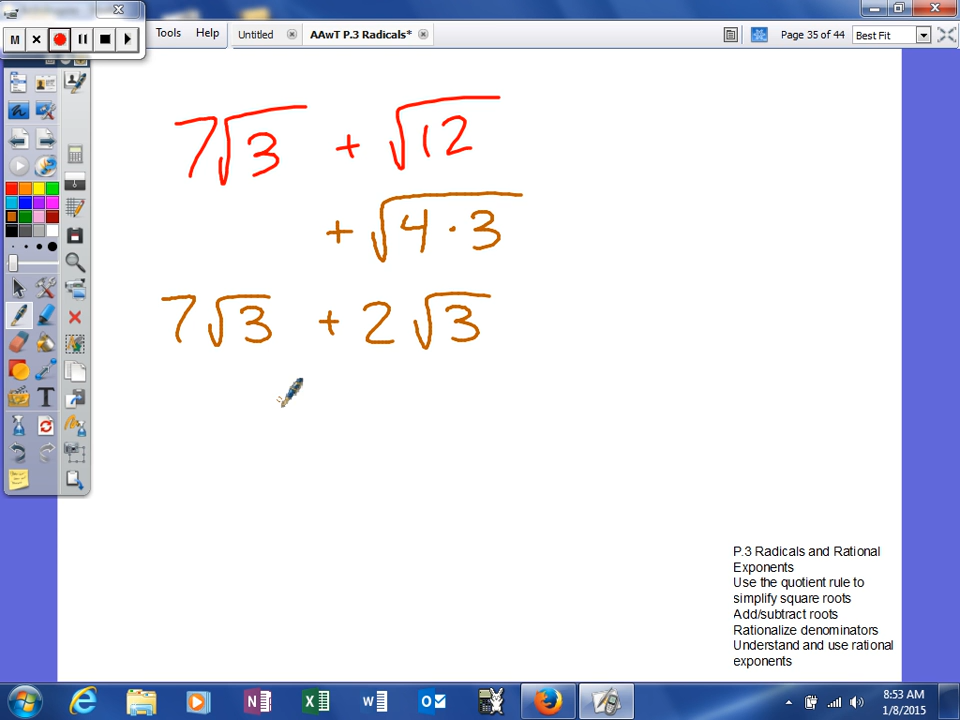 M
Tools Help Untitled AAwT P.3 Radicals* Page 35 of 44 Best Fit
7√3 + √12
+ √4·3
7√3 + 2√3
T
P.3 Radicals and Rational
Exponents
Use the quotient rule to
simplify square roots
Add/subtract roots
Rationalize denominators
Understand and use rational
exponents
8:53 AM
1/8/2015